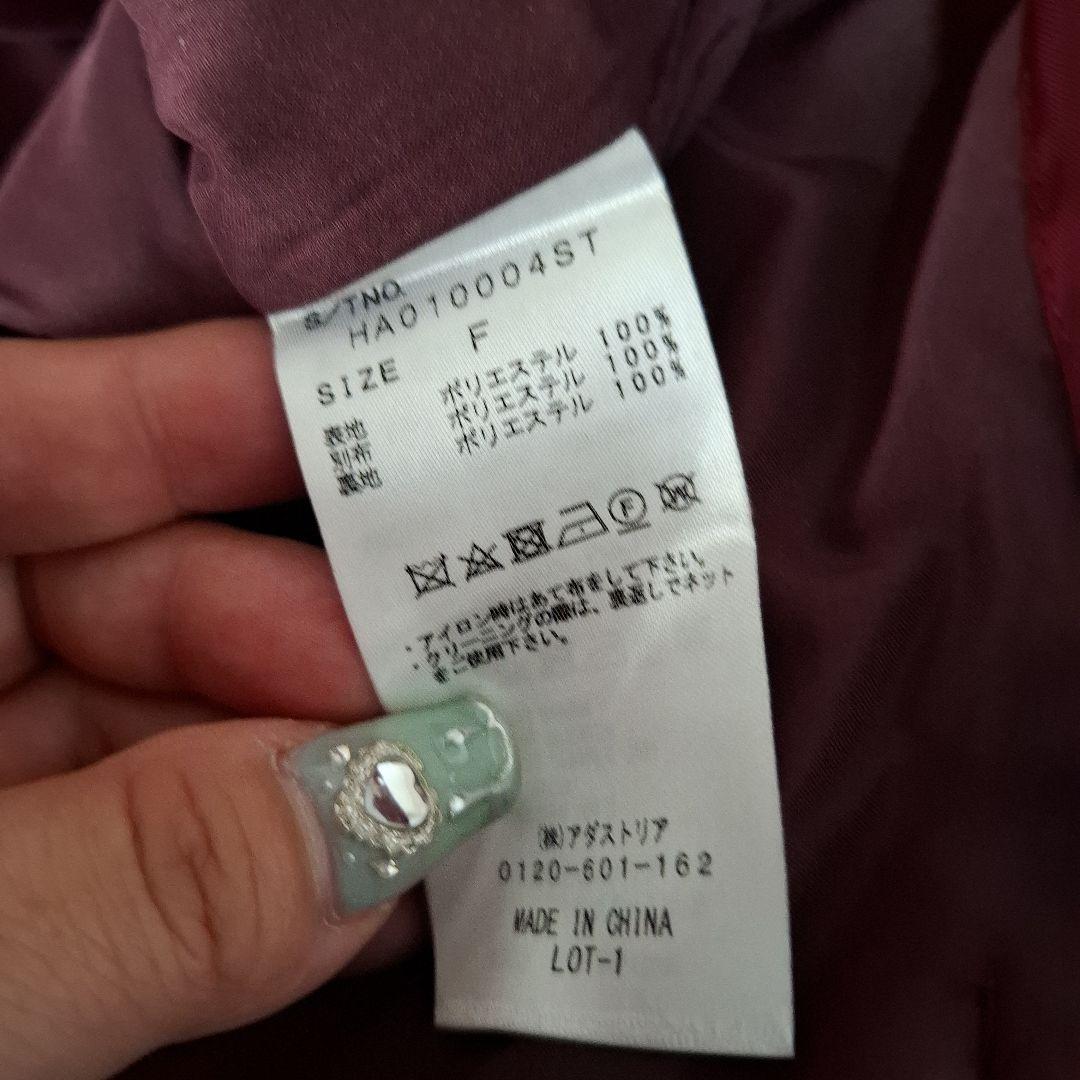 S/TNO.
HA010004ST
SIZE F
表地 ポリエステル 100%
別布 ポリエステル 100%
裏地 ポリエステル 100%
F W
・アイロン時はあて布をして下さい。
・クリーニングの際は、裏返しでネット
をご使用下さい。
(株)アダストリア
0120-601-162
MADE IN CHINA
LOT-1